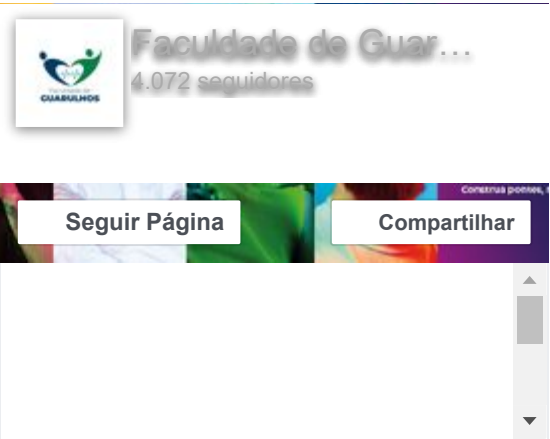 Faculdade de Guar...
4.072 seguidores
Faculdade de
GUARULHOS
Construa pontes,
Seguir Página
Compartilhar